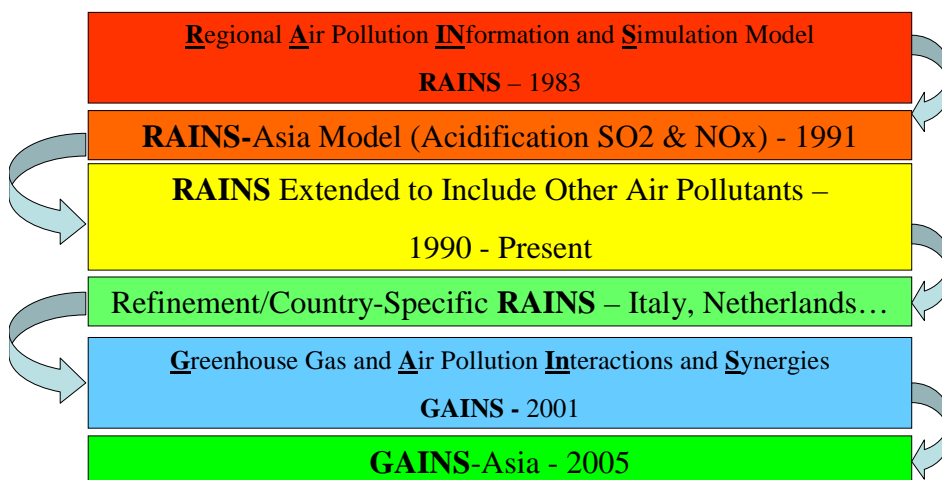 Regional Air Pollution INformation and Simulation Model
RAINS – 1983
RAINS-Asia Model (Acidification SO2 & NOx) - 1991
RAINS Extended to Include Other Air Pollutants –
1990 - Present
Refinement/Country-Specific RAINS – Italy, Netherlands…
Greenhouse Gas and Air Pollution Interactions and Synergies
GAINS - 2001
GAINS-Asia - 2005